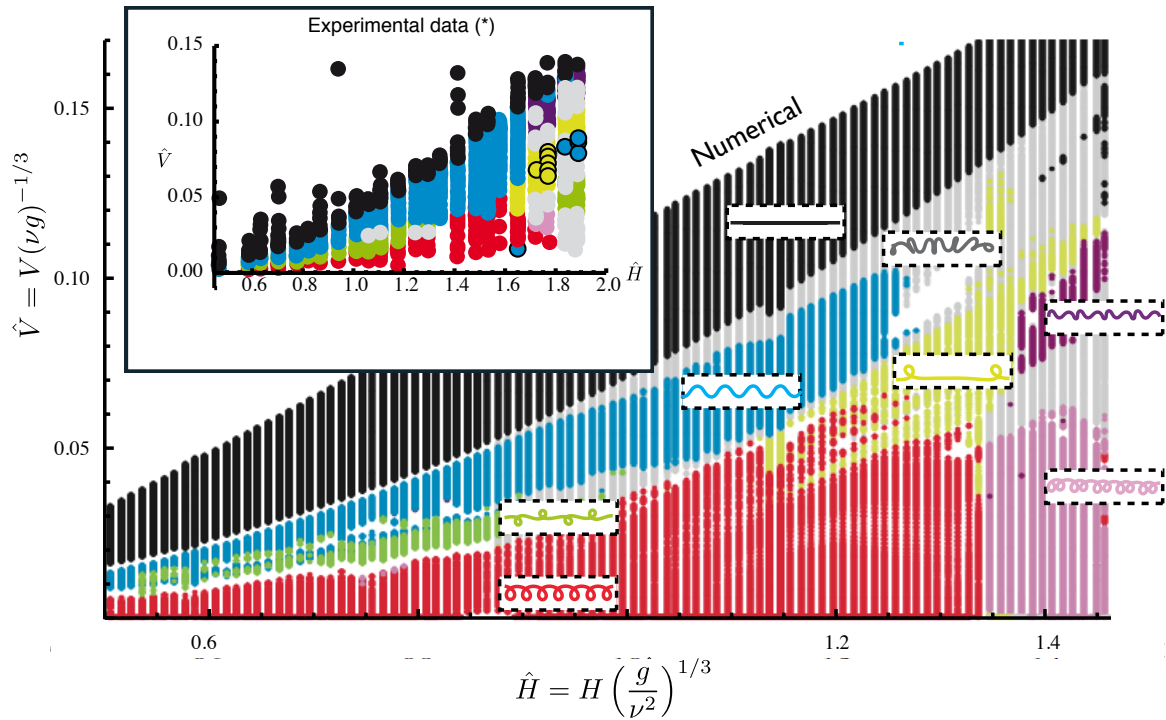 Experimental data (*)
0.15
0.10
V̂
0.05
0.00
0.6 0.8 1.0 1.2 1.4 1.6 1.8 2.0 Ĥ
Numerical
0.15
0.10
0.05
V̂ = V(νg)^{-1/3}
0.6 1.2 1.4
Ĥ = H (g/ν²)^{1/3}